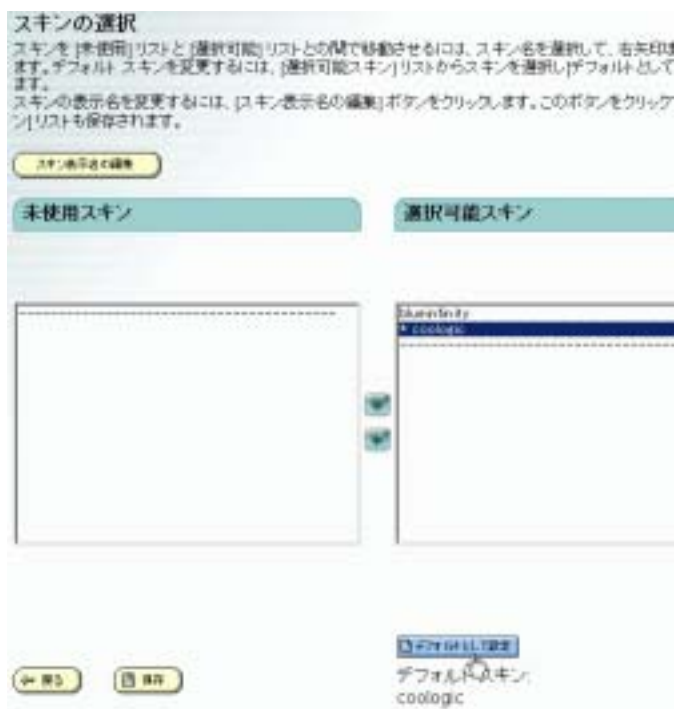 スキンの選択
スキンを [未使用] リストと [選択可能] リストとの間で移動させるには、スキン名を選択して、右矢印ま
ます。デフォルト スキンを変更するには、[選択可能スキン] リストからスキンを選択し [デフォルトとして
ます。
スキンの表示名を変更するには、[スキン表示名の編集] ボタンをクリックします。このボタンをクリック
ン] リストも保存されます。
スキン表示名の編集
未使用スキン
選択可能スキン
blueinfinity
* coologic
デフォルトとして設定
デフォルト スキン:
coologic
戻る
保存